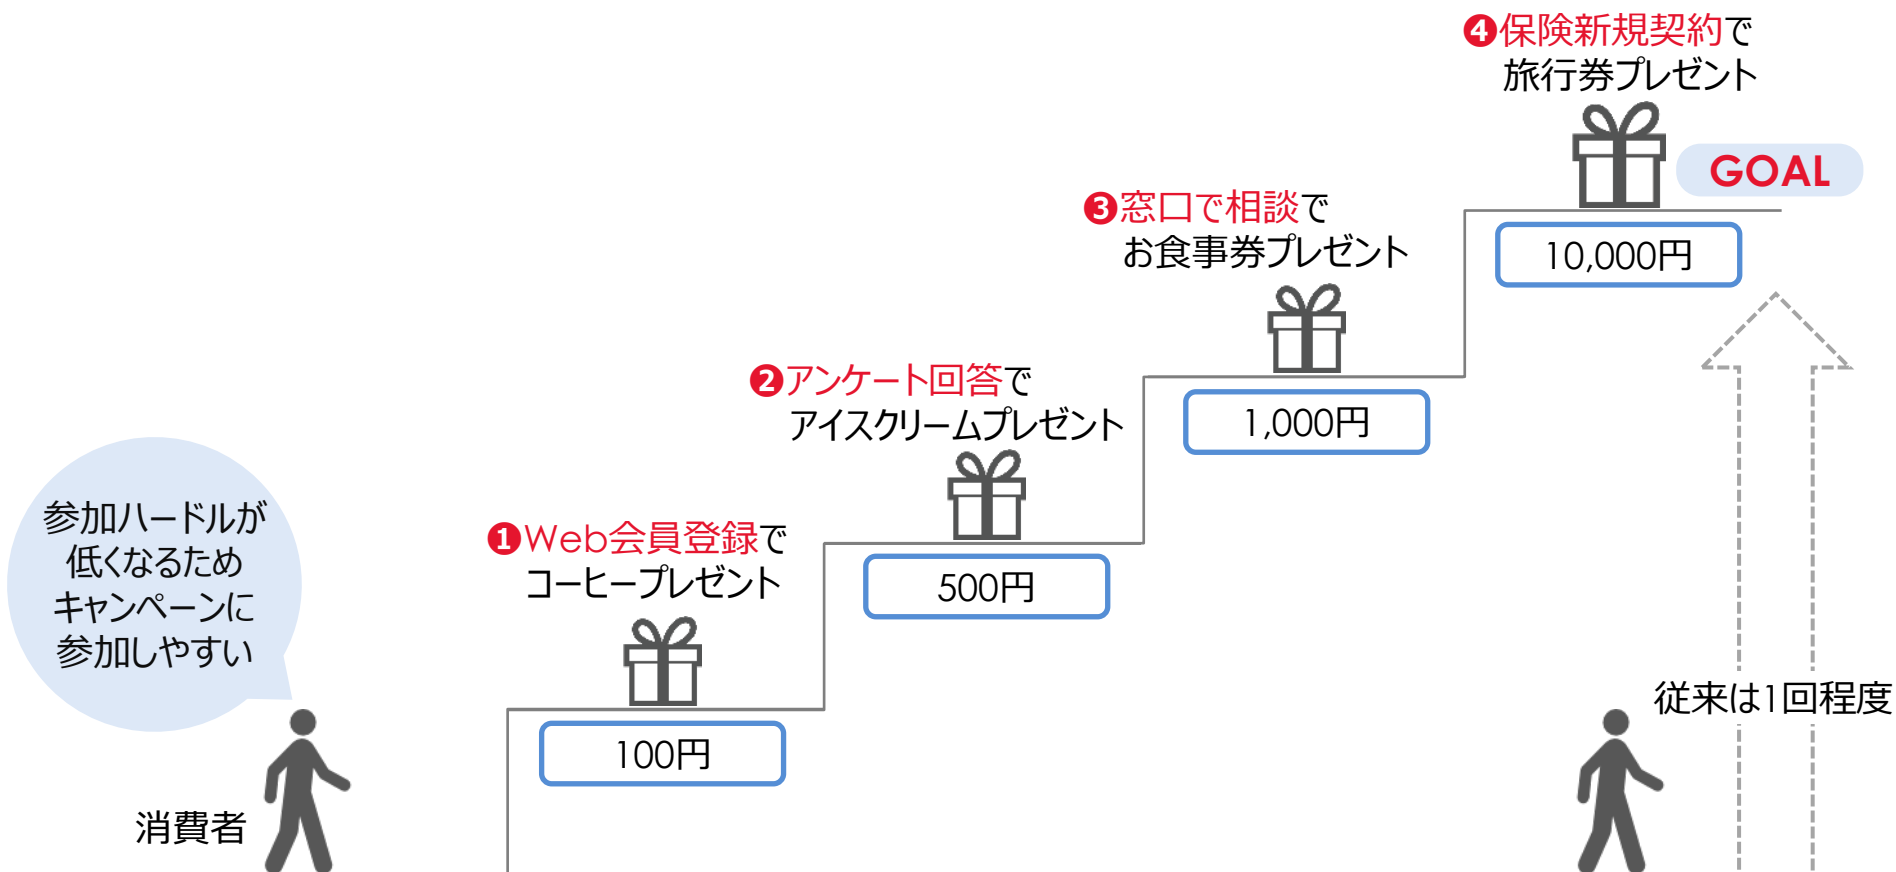 ❹保険新規契約で
旅行券プレゼント
GOAL
10,000円
❸窓口で相談で
お食事券プレゼント
1,000円
❷アンケート回答で
アイスクリームプレゼント
500円
❶Web会員登録で
コーヒープレゼント
100円
参加ハードルが
低くなるため
キャンペーンに
参加しやすい
消費者
従来は1回程度